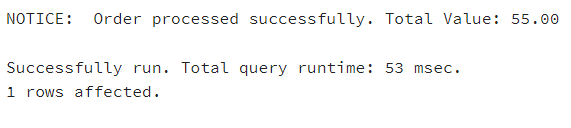 NOTICE:  Order processed successfully. Total Value: 55.00
Successfully run. Total query runtime: 53 msec.
1 rows affected.